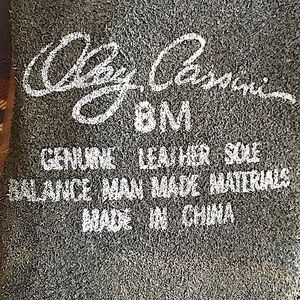 Oleg Cassini
8M
GENUINE LEATHER SOLE
BALANCE MAN MADE MATERIALS
MADE IN CHINA